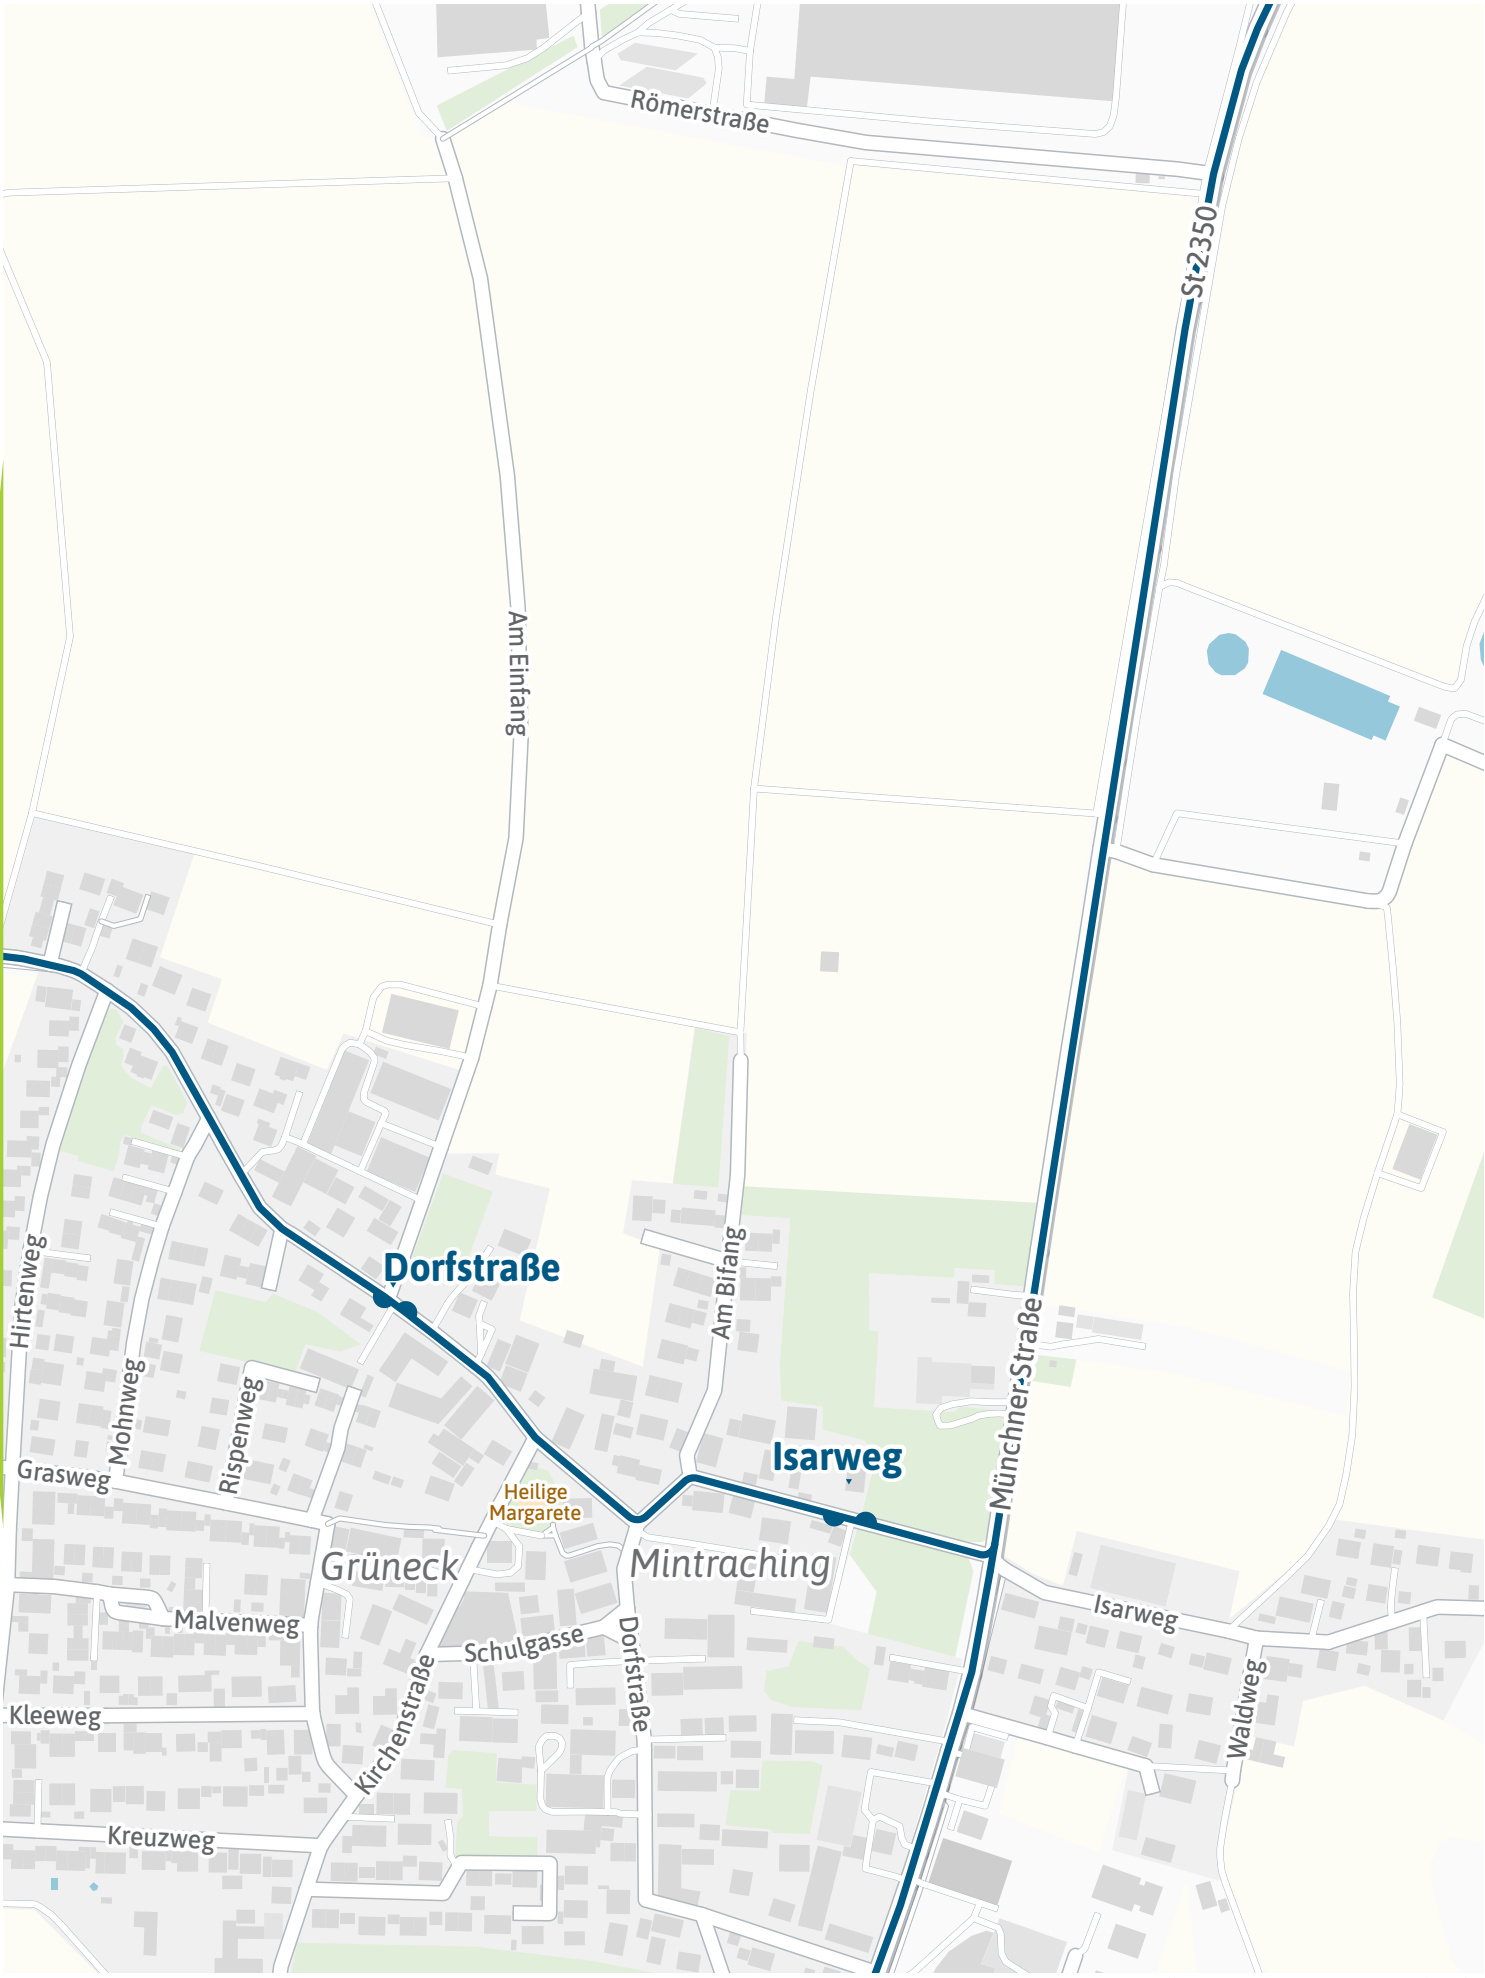 Römerstraße
St 2350
Am Einfang
Dorfstraße
Am Bifang
Hirtenweg
Münchner Straße
Mohnweg
Rispenweg
Isarweg
Grasweg
Heilige
Margarete
Grüneck
Mintraching
Isarweg
Malvenweg
Schulgasse
Dorfstraße
Kirchenstraße
Waldweg
Kleeweg
Kreuzweg